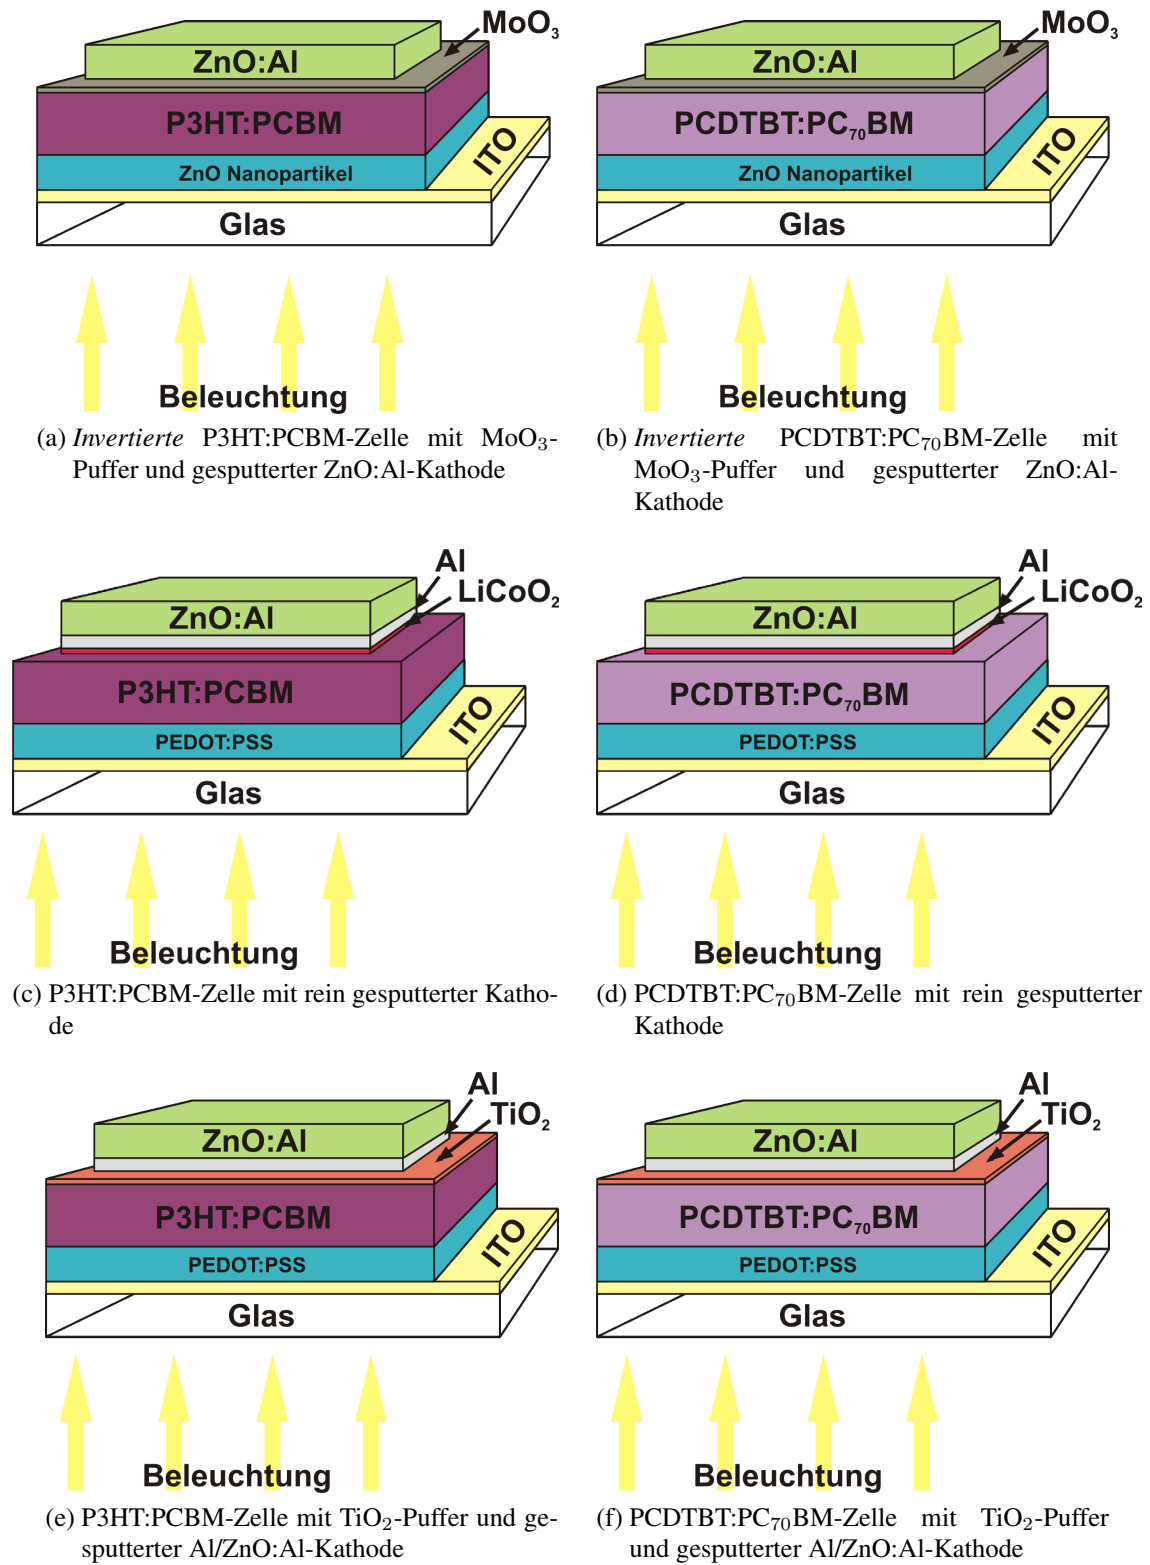 MoO₃
ZnO:Al
P3HT:PCBM
ZnO Nanopartikel
ITO
Glas
Beleuchtung
(a) Invertierte P3HT:PCBM-Zelle mit MoO₃-
Puffer und gesputterter ZnO:Al-Kathode
MoO₃
ZnO:Al
PCDTBT:PC₇₀BM
ZnO Nanopartikel
ITO
Glas
Beleuchtung
(b) Invertierte PCDTBT:PC₇₀BM-Zelle mit
MoO₃-Puffer und gesputterter ZnO:Al-
Kathode
Al
LiCoO₂
ZnO:Al
P3HT:PCBM
PEDOT:PSS
ITO
Glas
Beleuchtung
(c) P3HT:PCBM-Zelle mit rein gesputterter Katho-
de
Al
LiCoO₂
ZnO:Al
PCDTBT:PC₇₀BM
PEDOT:PSS
ITO
Glas
Beleuchtung
(d) PCDTBT:PC₇₀BM-Zelle mit rein gesputterter
Kathode
Al
TiO₂
ZnO:Al
P3HT:PCBM
PEDOT:PSS
ITO
Glas
Beleuchtung
(e) P3HT:PCBM-Zelle mit TiO₂-Puffer und ge-
sputterter Al/ZnO:Al-Kathode
Al
TiO₂
ZnO:Al
PCDTBT:PC₇₀BM
PEDOT:PSS
ITO
Glas
Beleuchtung
(f) PCDTBT:PC₇₀BM-Zelle mit TiO₂-Puffer
und gesputterter Al/ZnO:Al-Kathode